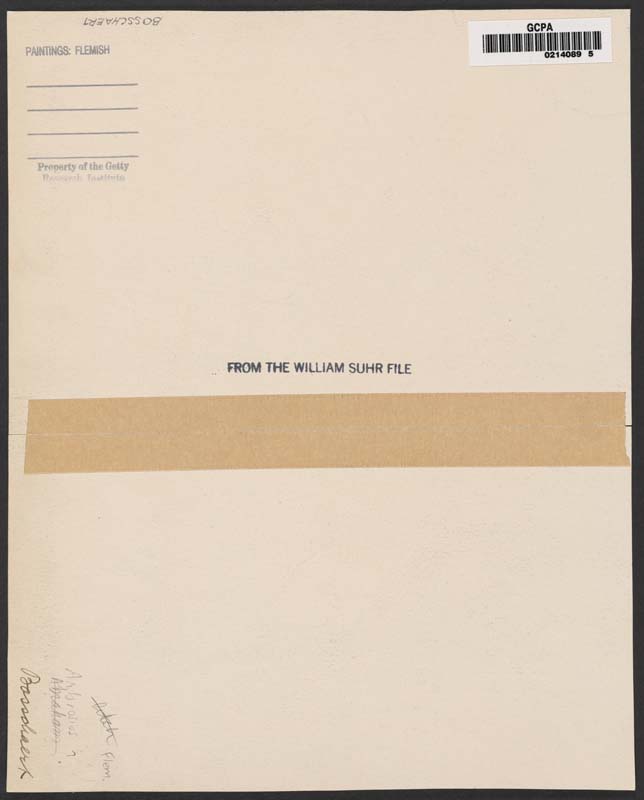 BOSSCHAERT
GCPA
0214089 5
PAINTINGS: FLEMISH
Property of the Getty
Research Institute
FROM THE WILLIAM SUHR FILE
Bosschaert
Ambrosius
Abraham
Flem.